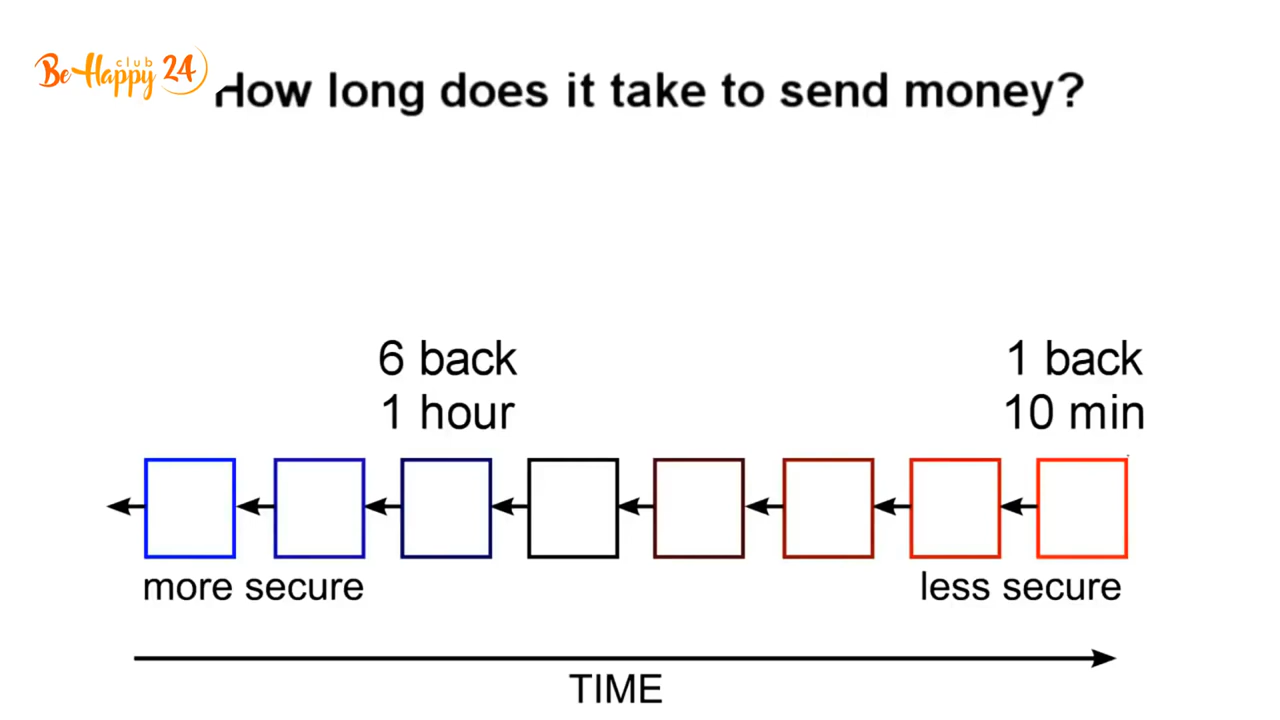 Be Happy club 24
How long does it take to send money?
6 back
1 hour
1 back
10 min
more secure
less secure
TIME